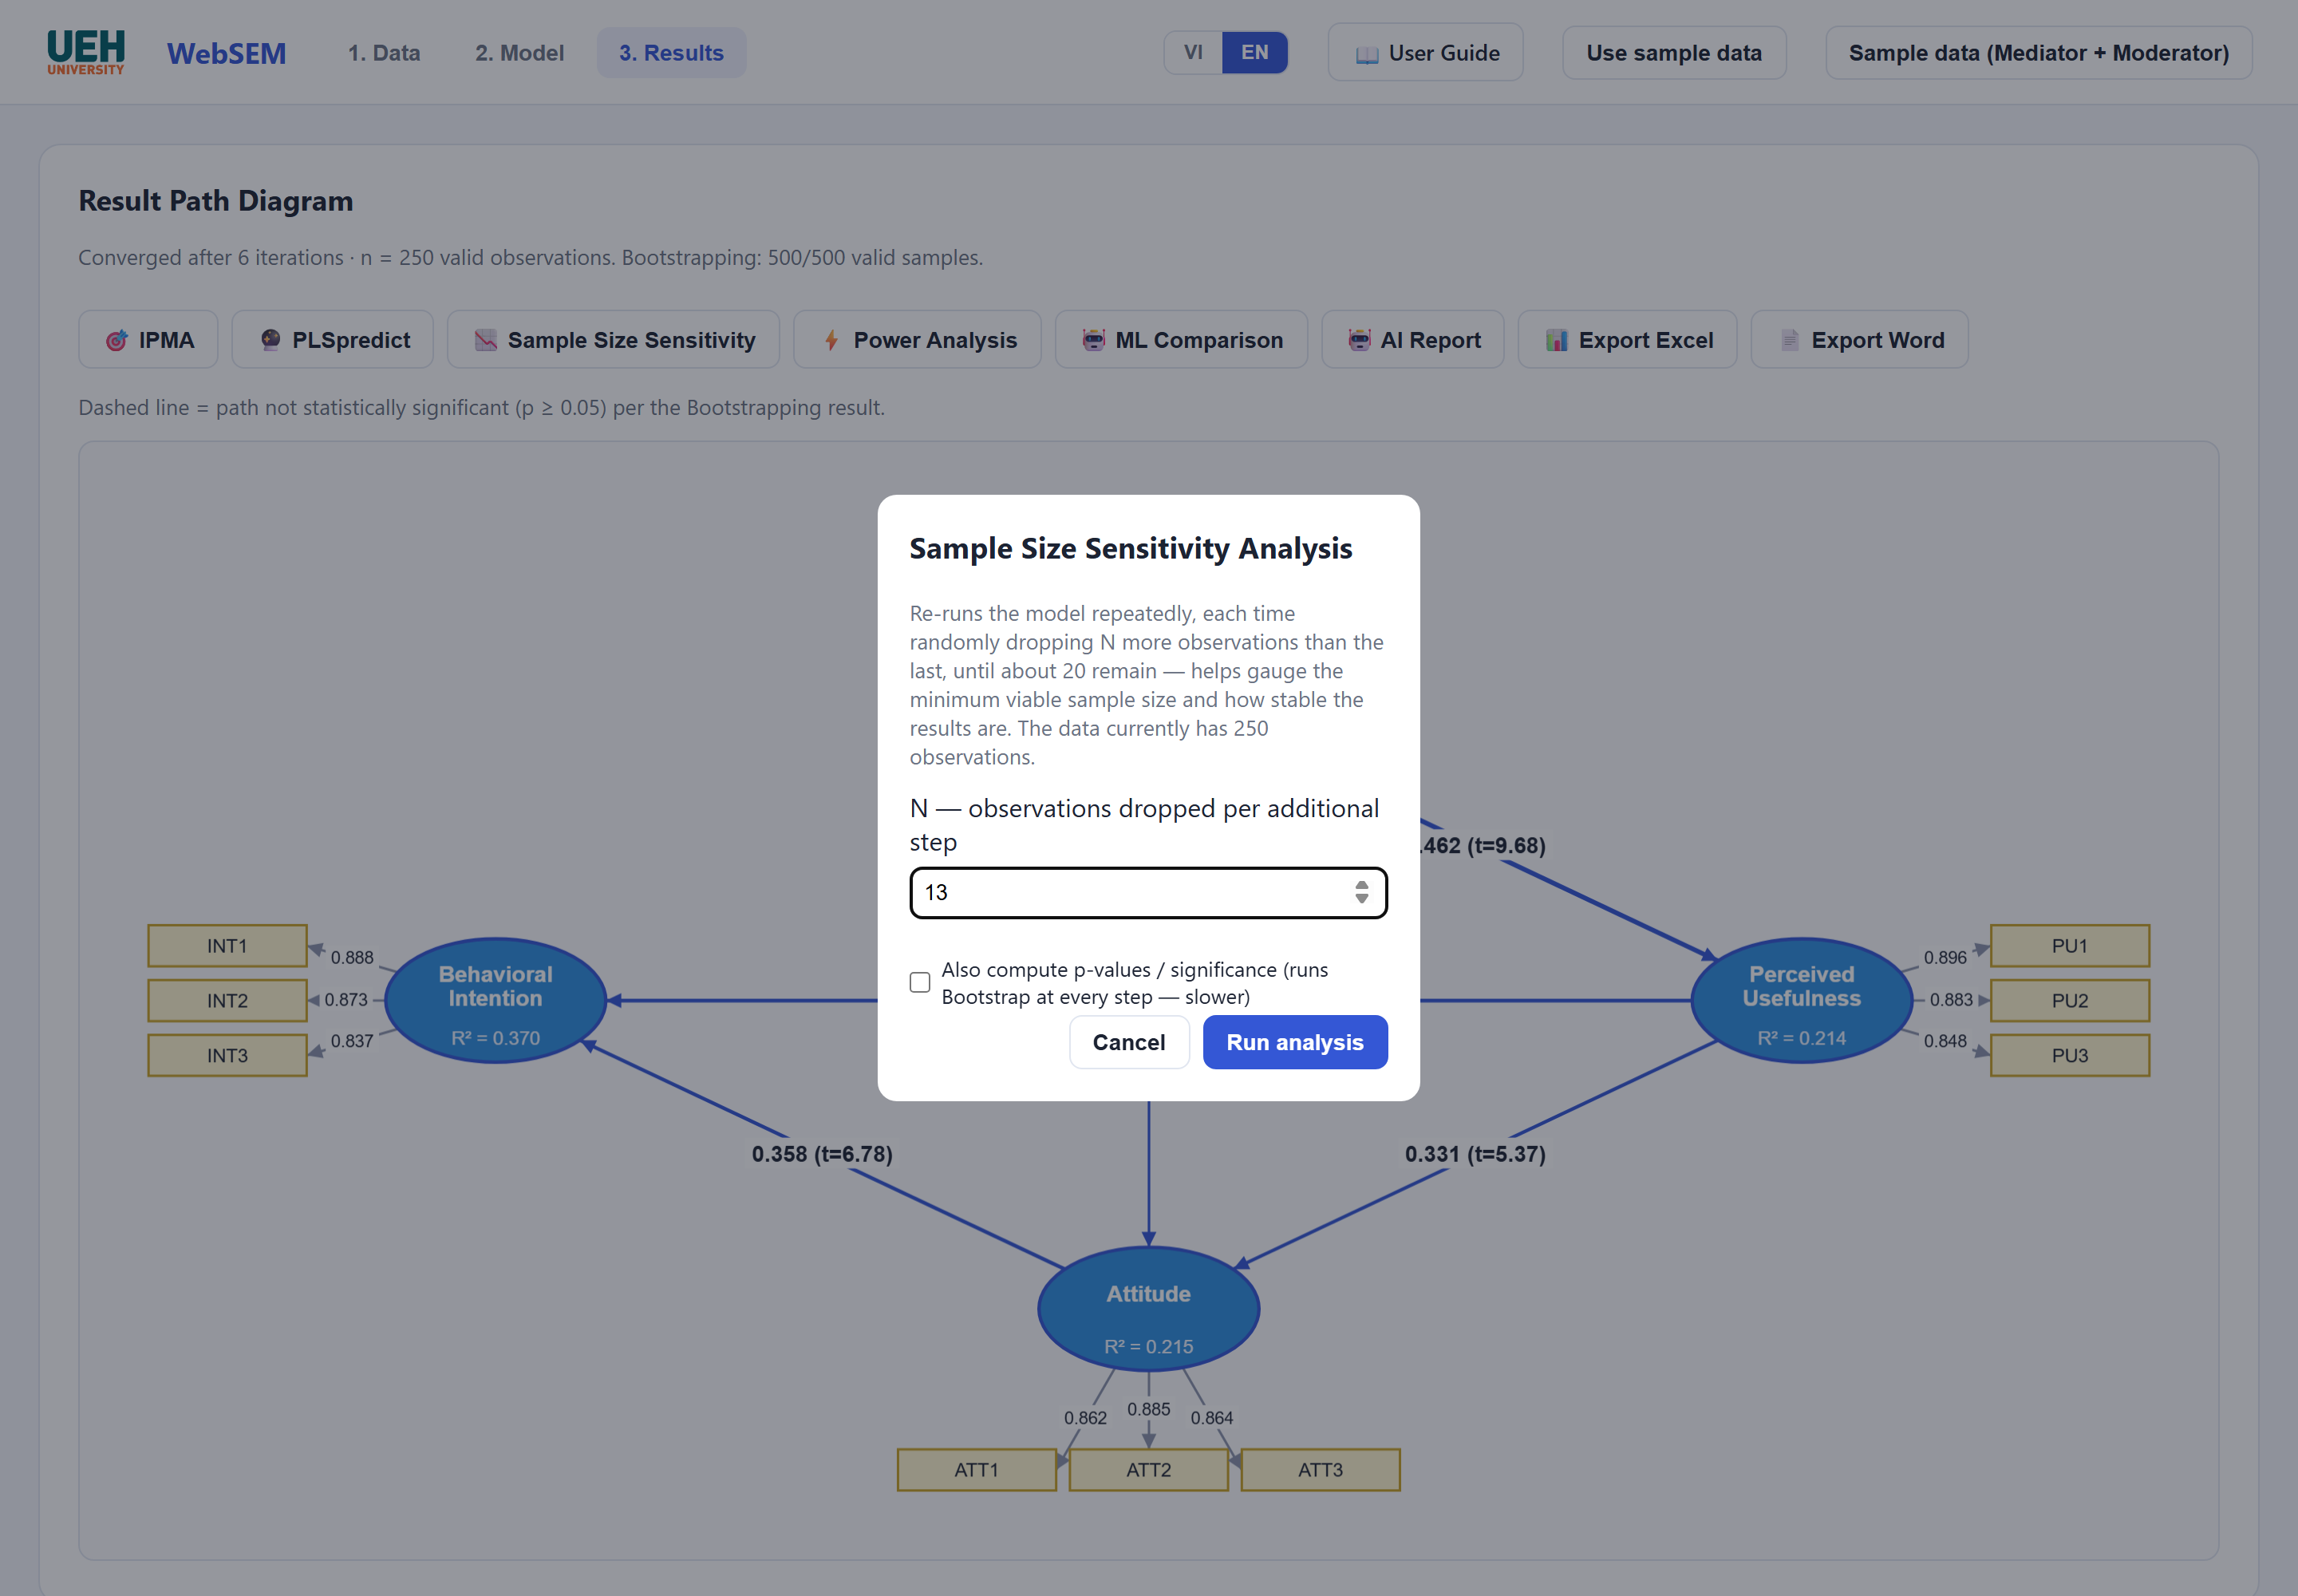 UEH
UNIVERSITY
WebSEM
1. Data
2. Model
3. Results
VI
EN
User Guide
Use sample data
Sample data (Mediator + Moderator)
Result Path Diagram
Converged after 6 iterations · n = 250 valid observations. Bootstrapping: 500/500 valid samples.
IPMA
PLSpredict
Sample Size Sensitivity
Power Analysis
ML Comparison
AI Report
Export Excel
Export Word
Dashed line = path not statistically significant (p ≥ 0.05) per the Bootstrapping result.
Sample Size Sensitivity Analysis
Re-runs the model repeatedly, each time
randomly dropping N more observations than the
last, until about 20 remain — helps gauge the
minimum viable sample size and how stable the
results are. The data currently has 250
observations.
N — observations dropped per additional
step
13
Also compute p-values / significance (runs
Bootstrap at every step — slower)
Cancel
Run analysis
.462 (t=9.68)
INT1
INT2
INT3
0.888
0.873
0.837
Behavioral
Intention
R² = 0.370
Perceived
Usefulness
R² = 0.214
0.896
0.883
0.848
PU1
PU2
PU3
0.358 (t=6.78)
0.331 (t=5.37)
Attitude
R² = 0.215
0.862
0.885
0.864
ATT1
ATT2
ATT3